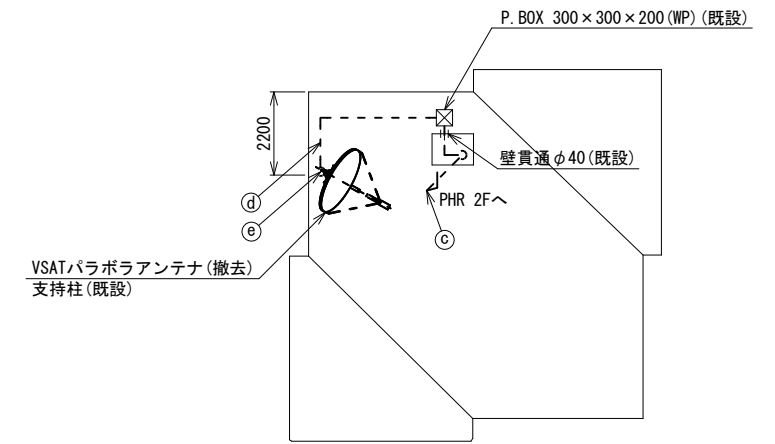 P.BOX 300×300×200(WP)(既設)
2200
壁貫通φ40(既設)
ⓓ
PHR 2Fへ
ⓔ
ⓒ
VSATパラボラアンテナ(撤去)
支持柱(既設)